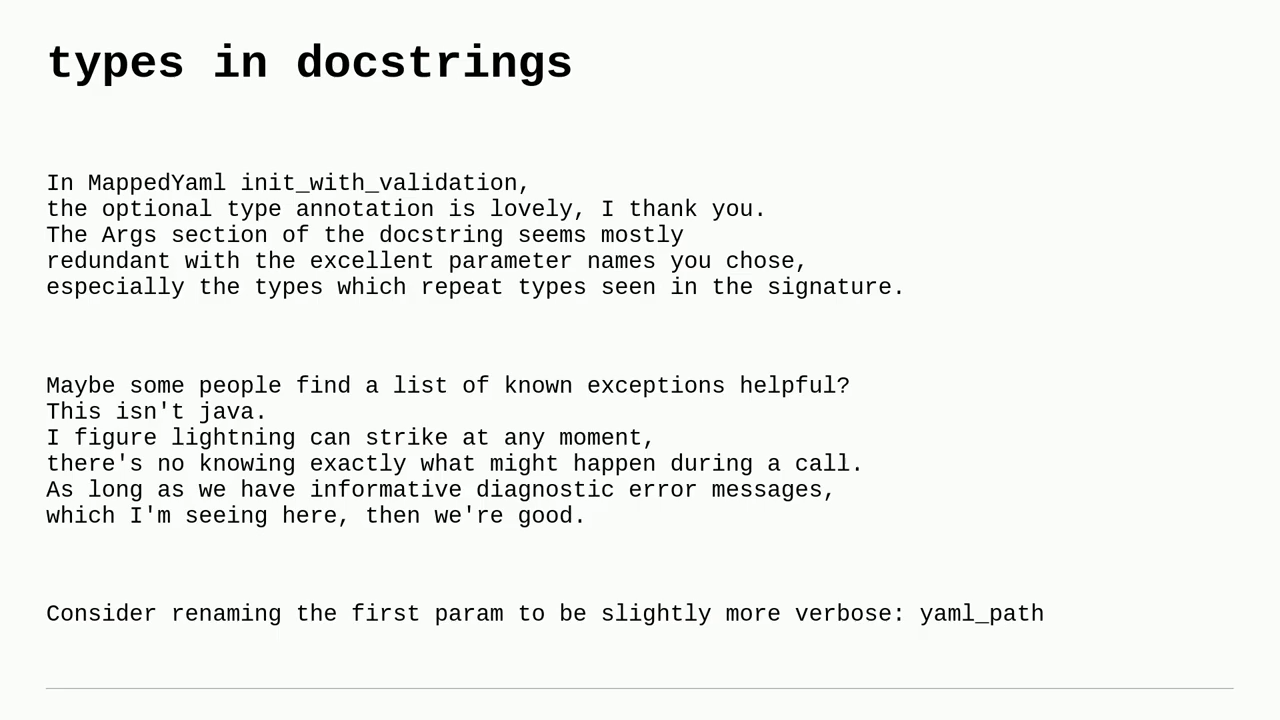 types in docstrings
In MappedYaml init_with_validation,
the optional type annotation is lovely, I thank you.
The Args section of the docstring seems mostly
redundant with the excellent parameter names you chose,
especially the types which repeat types seen in the signature.
Maybe some people find a list of known exceptions helpful?
This isn't java.
I figure lightning can strike at any moment,
there's no knowing exactly what might happen during a call.
As long as we have informative diagnostic error messages,
which I'm seeing here, then we're good.
Consider renaming the first param to be slightly more verbose: yaml_path